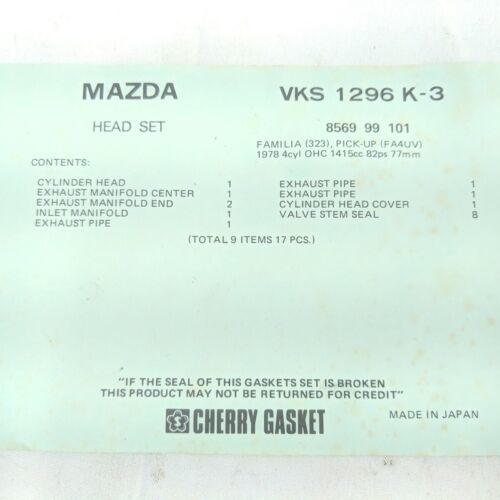 MAZDA VKS 1296 K-3
HEAD SET 8569 99 101
FAMILIA (323), PICK-UP (FA4UV)
1978 4cyl OHC 1415cc 82ps 77mm
CONTENTS:
CYLINDER HEAD 1 EXHAUST PIPE 1
EXHAUST MANIFOLD CENTER 1 EXHAUST PIPE 1
EXHAUST MANIFOLD END 2 CYLINDER HEAD COVER 1
INLET MANIFOLD 1 VALVE STEM SEAL 8
EXHAUST PIPE 1
(TOTAL 9 ITEMS 17 PCS.)
"IF THE SEAL OF THIS GASKETS SET IS BROKEN
THIS PRODUCT MAY NOT BE RETURNED FOR CREDIT"
CHERRY GASKET MADE IN JAPAN